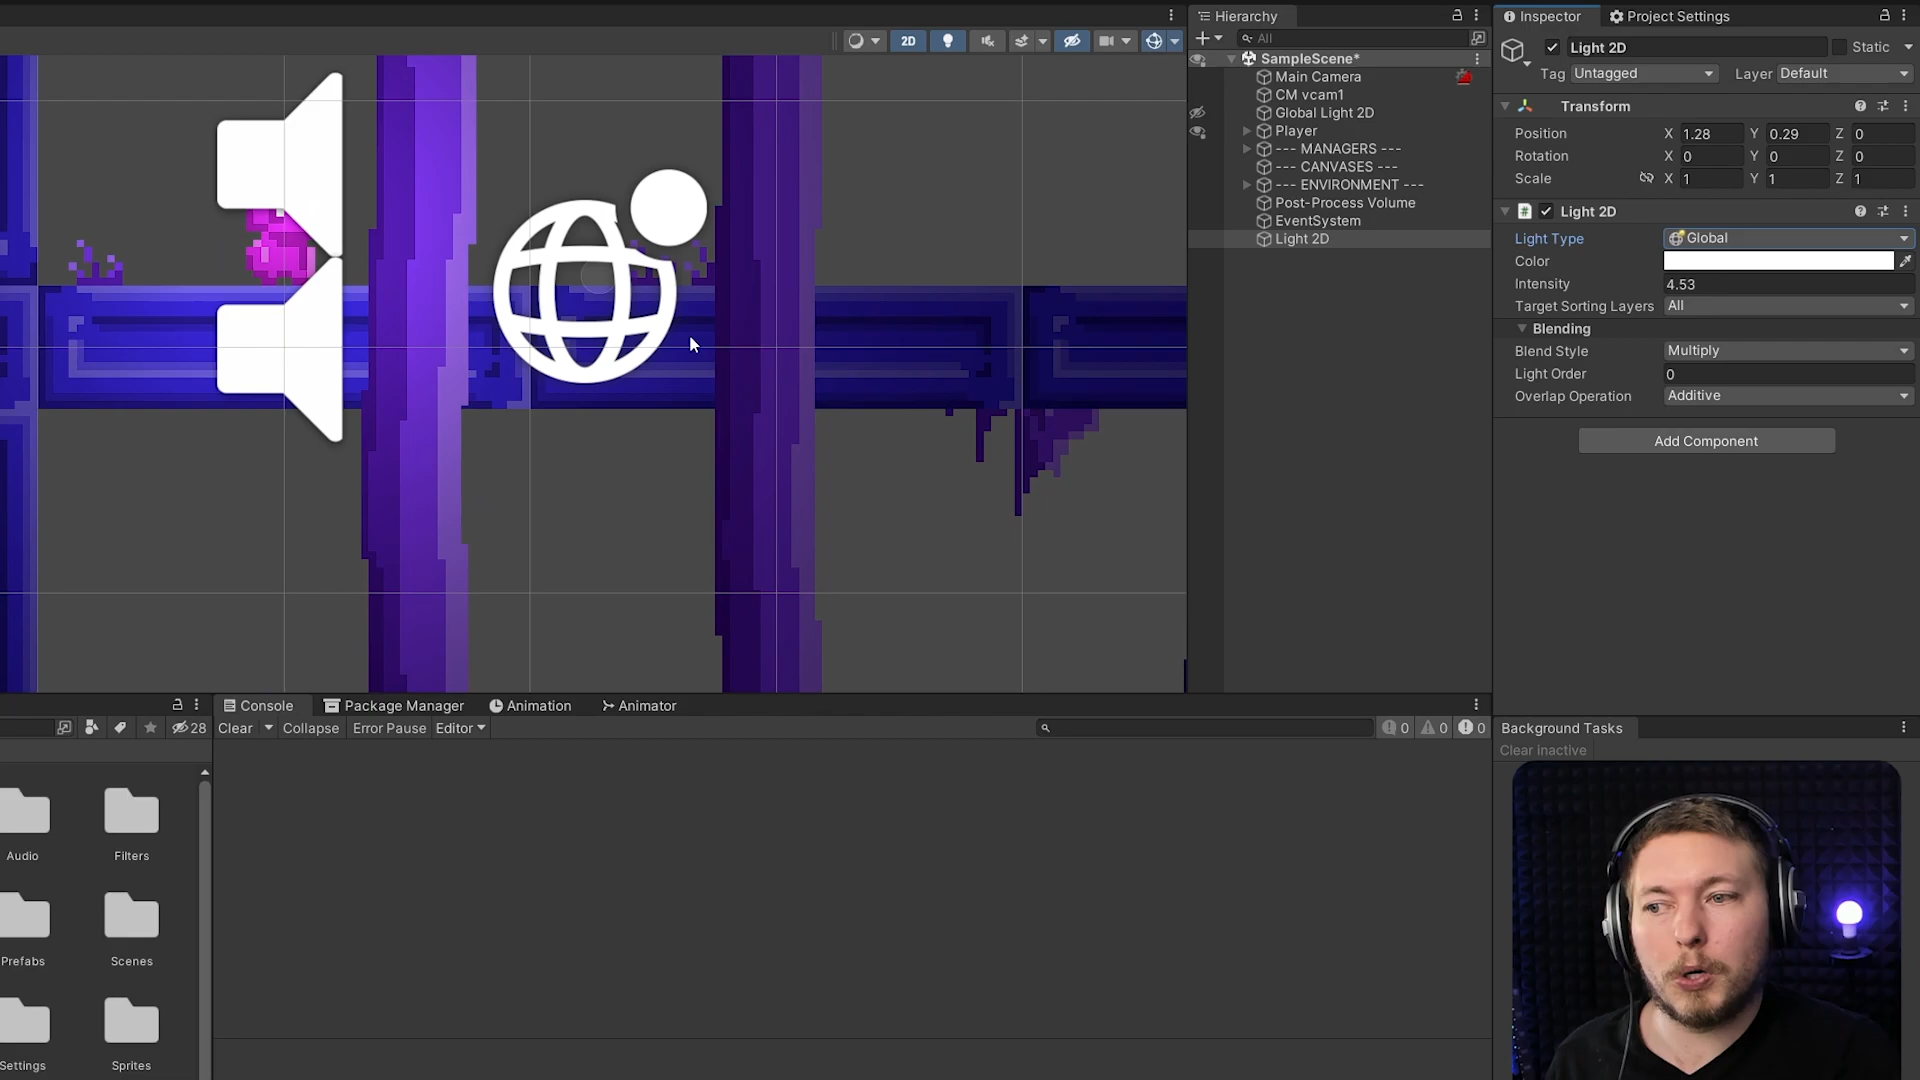 Hierarchy
Inspector
Project Settings
2D
All
Light 2D
Static
Tag Untagged
Layer Default
SampleScene*
Main Camera
CM vcam1
Global Light 2D
Player
--- MANAGERS ---
--- CANVASES ---
--- ENVIRONMENT ---
Post-Process Volume
EventSystem
Light 2D
Transform
Position X 1.28 Y 0.29 Z 0
Rotation X 0 Y 0 Z 0
Scale X 1 Y 1 Z 1
Light 2D
Light Type Global
Color
Intensity 4.53
Target Sorting Layers All
Blending
Blend Style Multiply
Light Order 0
Overlap Operation Additive
Add Component
Console
Package Manager
Animation
Animator
28
Clear
Collapse
Error Pause
Editor
0
0
0
Background Tasks
Clear inactive
Audio
Filters
Prefabs
Scenes
Settings
Sprites